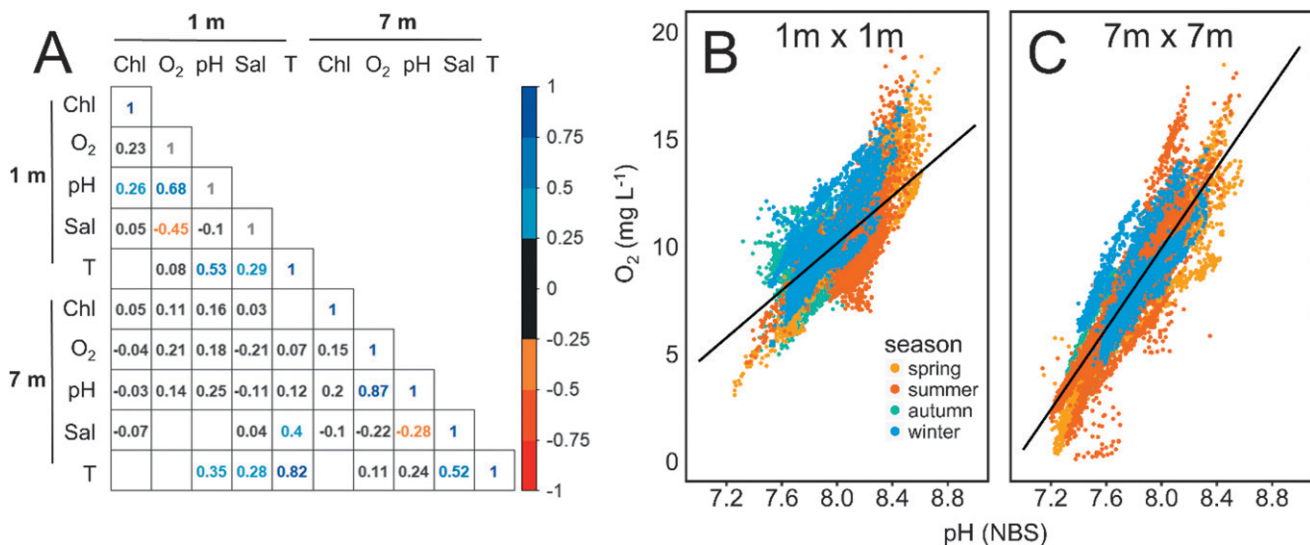 A
1 m 7 m
Chl O₂ pH Sal T Chl O₂ pH Sal T
1 m
Chl 1
O₂ 0.23 1
pH 0.26 0.68 1
Sal 0.05 -0.45 -0.1 1
T 0.08 0.53 0.29 1
7 m
Chl 0.05 0.11 0.16 0.03 1
O₂ -0.04 0.21 0.18 -0.21 0.07 0.15 1
pH -0.03 0.14 0.25 -0.11 0.12 0.2 0.87 1
Sal -0.07 0.04 0.4 -0.1 -0.22 -0.28 1
T 0.35 0.28 0.82 0.11 0.24 0.52 1
1
0.75
0.5
0.25
0
-0.25
-0.5
-0.75
-1
B
1m x 1m
O₂ (mg L⁻¹)
20
15
10
5
0
season
spring
summer
autumn
winter
7.2 7.6 8.0 8.4 8.8
C
7m x 7m
7.2 7.6 8.0 8.4 8.8
pH (NBS)